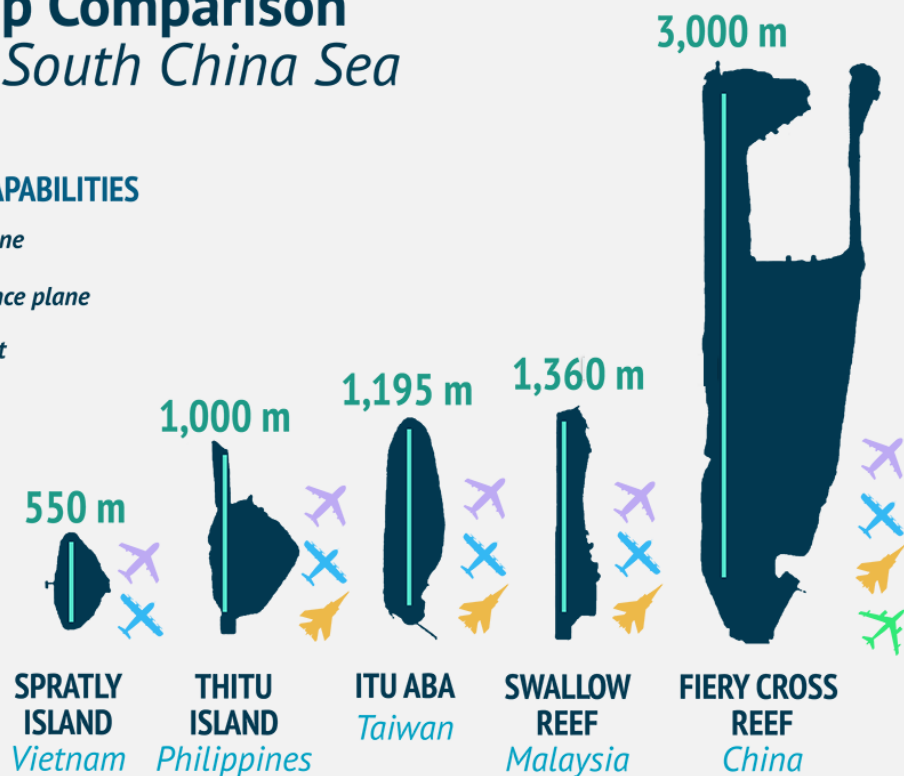 p Comparison
South China Sea
APABILITIES
ne
nce plane
t
3,000 m
1,360 m
1,195 m
1,000 m
550 m
SPRATLY
ISLAND
Vietnam
THITU
ISLAND
Philippines
ITU ABA
Taiwan
SWALLOW
REEF
Malaysia
FIERY CROSS
REEF
China